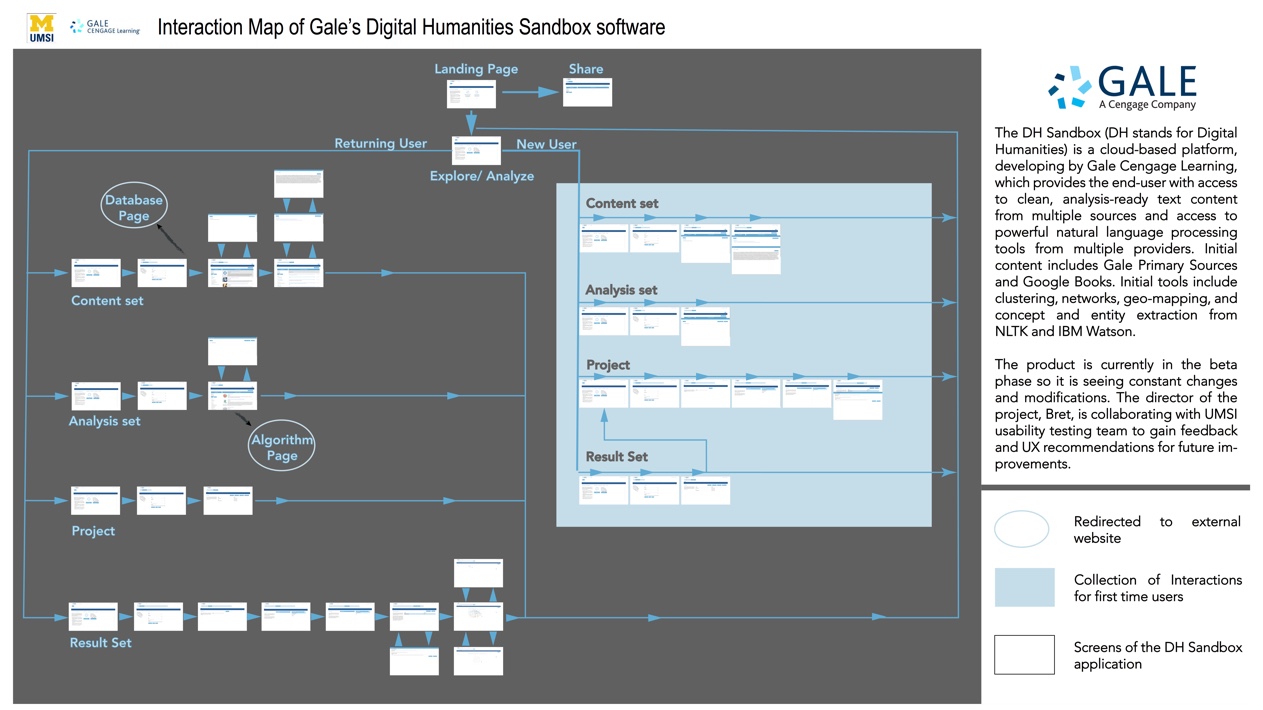 UMSI
GALE
CENGAGE Learning
Interaction Map of Gale's Digital Humanities Sandbox software
Landing Page
Share
Returning User
New User
Explore/ Analyze
Database
Page
Content set
Analysis set
Algorithm
Page
Project
Result Set
Content set
Analysis set
Project
Result Set
GALE
A Cengage Company
The DH Sandbox (DH stands for Digital
Humanities) is a cloud-based platform,
developing by Gale Cengage Learning,
which provides the end-user with access
to clean, analysis-ready text content
from multiple sources and access to
powerful natural language processing
tools from multiple providers. Initial
content includes Gale Primary Sources
and Google Books. Initial tools include
clustering, networks, geo-mapping, and
concept and entity extraction from
NLTK and IBM Watson.
The product is currently in the beta
phase so it is seeing constant changes
and modifications. The director of the
project, Bret, is collaborating with UMSI
usability testing team to gain feedback
and UX recommendations for future im-
provements.
Redirected to external
website
Collection of Interactions
for first time users
Screens of the DH Sandbox
application